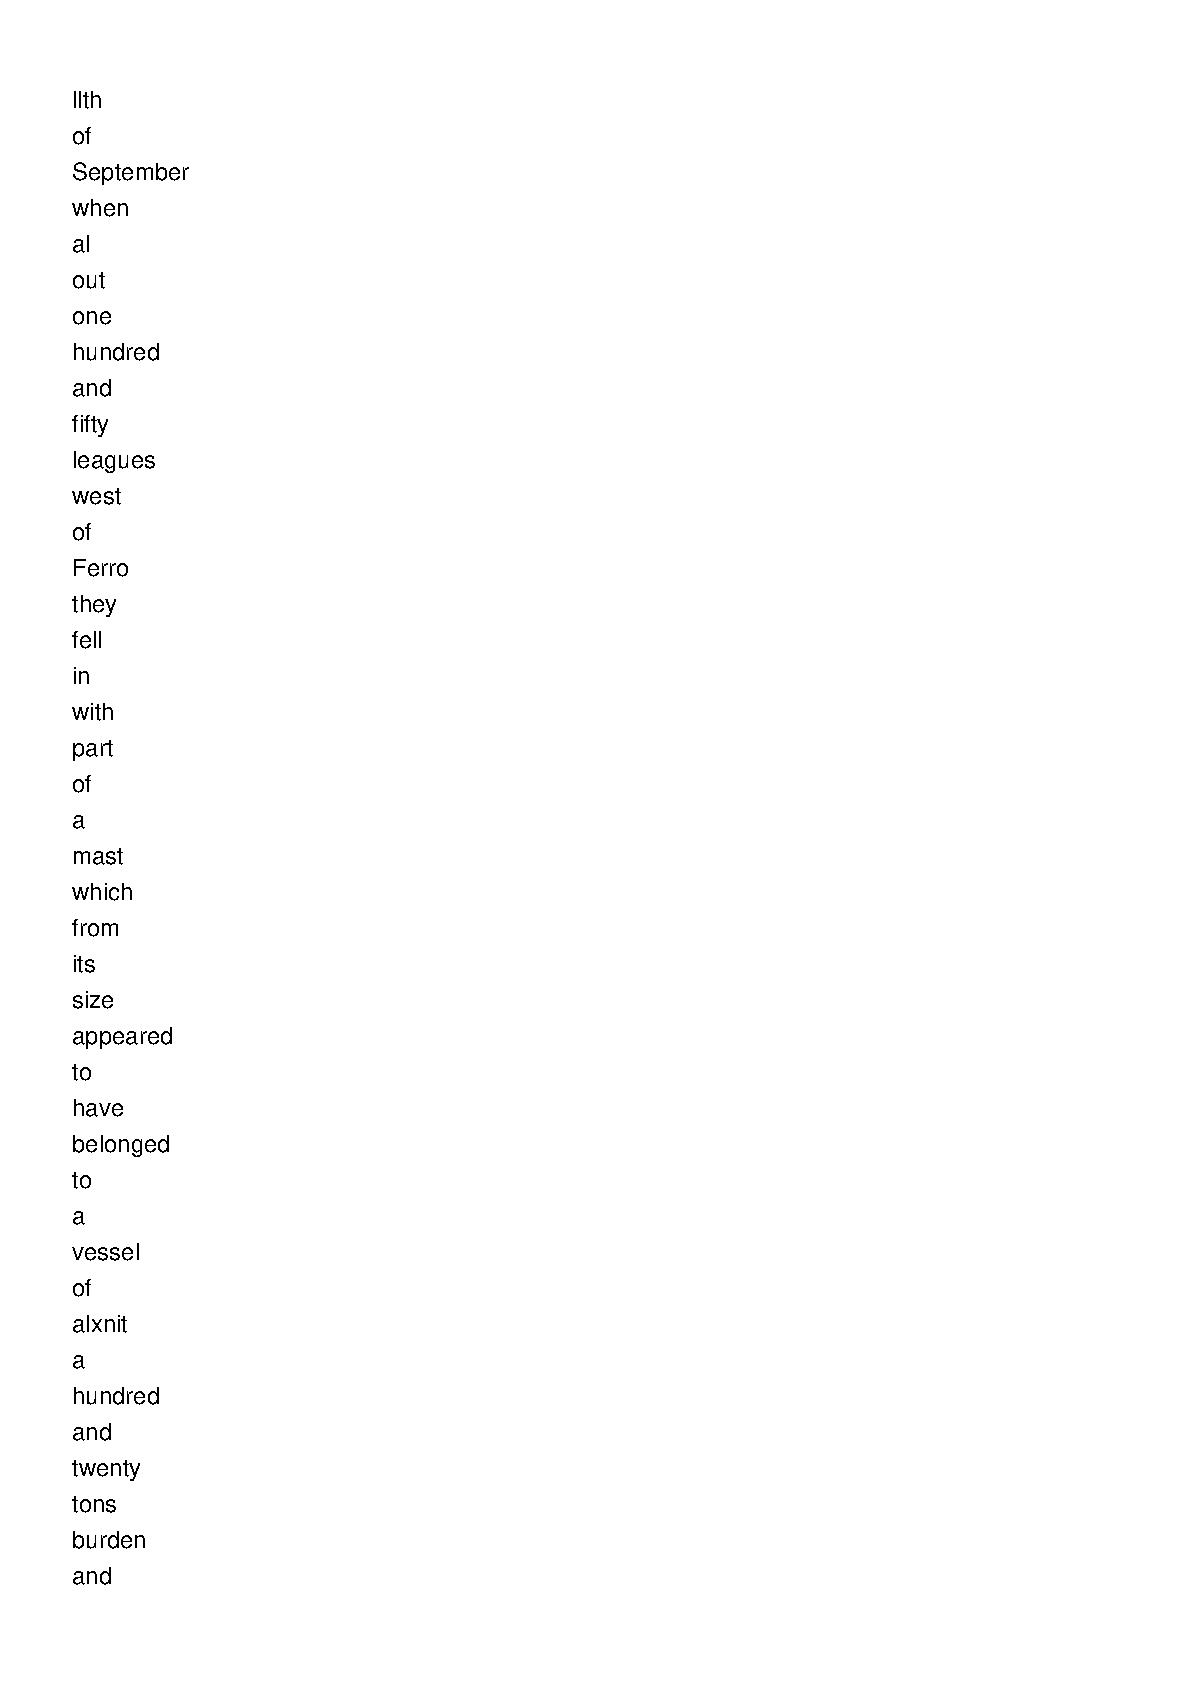 llth
of
September
when
al
out
one
hundred
and
fifty
leagues
west
of
Ferro
they
fell
in
with
part
of
a
mast
which
from
its
size
appeared
to
have
belonged
to
a
vessel
of
alxnit
a
hundred
and
twenty
tons
burden
and